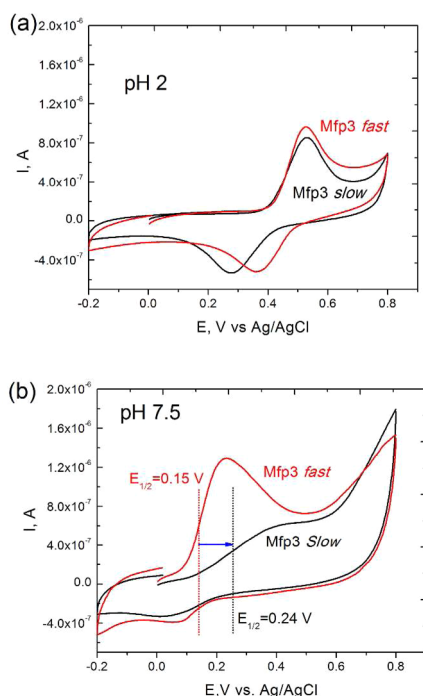 (a)
2.0x10⁻⁶
1.6x10⁻⁶
pH 2
1.2x10⁻⁶
Mfp3 fast
I, A
8.0x10⁻⁷
Mfp3 slow
4.0x10⁻⁷
0.0
-4.0x10⁻⁷
-0.2 0.0 0.2 0.4 0.6 0.8
E, V vs Ag/AgCl
(b)
2.0x10⁻⁶
pH 7.5
1.6x10⁻⁶
Mfp3 fast
1.2x10⁻⁶
E1/2=0.15 V
I, A
8.0x10⁻⁷
Mfp3 Slow
4.0x10⁻⁷
0.0
E1/2=0.24 V
-4.0x10⁻⁷
-0.2 0.0 0.2 0.4 0.6 0.8
E,V vs. Ag/AgCl